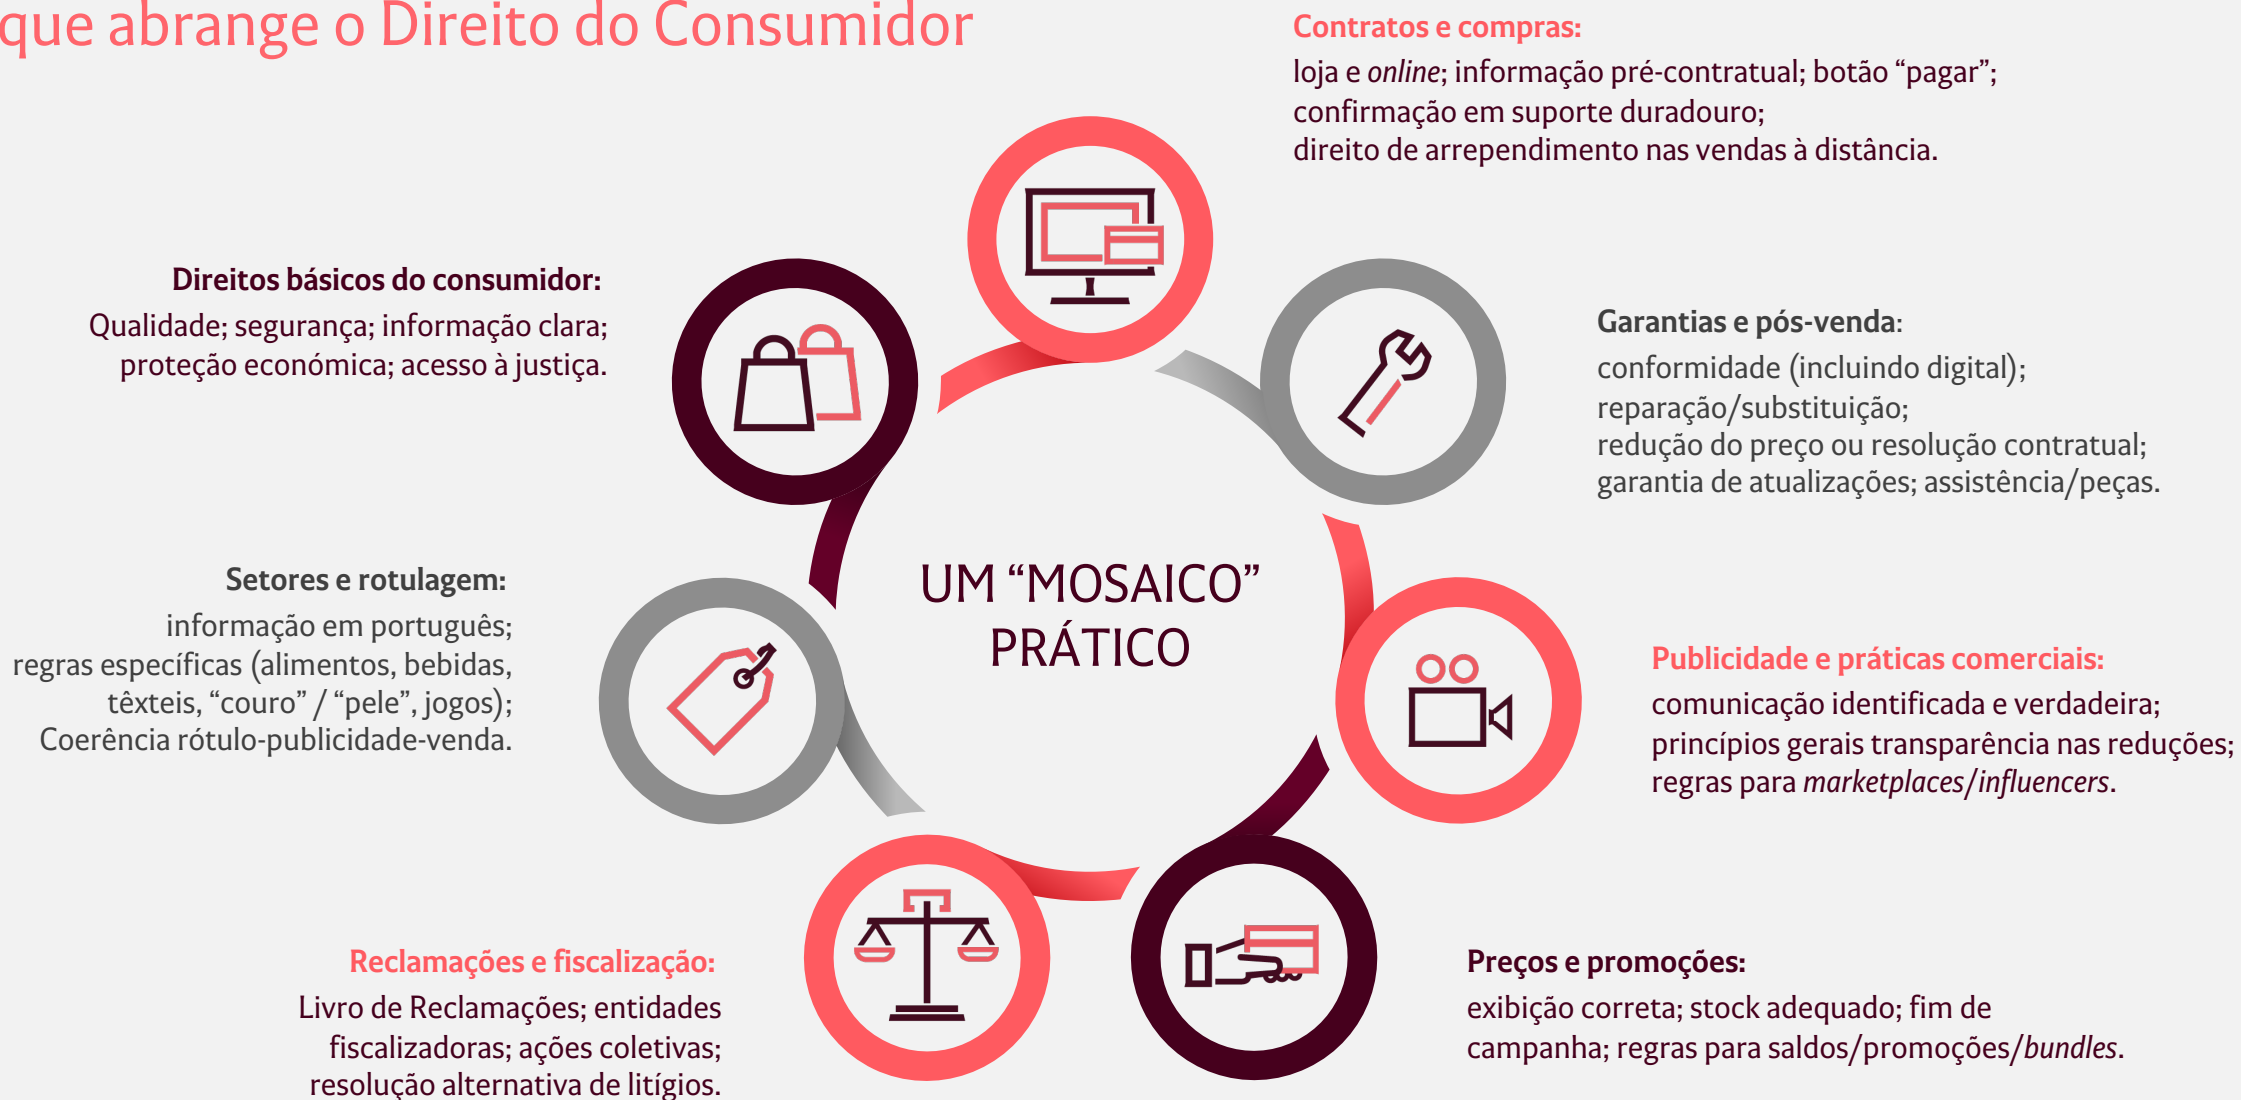 que abrange o Direito do Consumidor
Contratos e compras:
loja e online; informação pré-contratual; botão “pagar”;
confirmação em suporte duradouro;
direito de arrependimento nas vendas à distância.
Direitos básicos do consumidor:
Qualidade; segurança; informação clara;
proteção económica; acesso à justiça.
Garantias e pós-venda:
conformidade (incluindo digital);
reparação/substituição;
redução do preço ou resolução contratual;
garantia de atualizações; assistência/peças.
UM “MOSAICO”
PRÁTICO
Setores e rotulagem:
informação em português;
regras específicas (alimentos, bebidas,
têxteis, “couro” / “pele”, jogos);
Coerência rótulo-publicidade-venda.
Publicidade e práticas comerciais:
comunicação identificada e verdadeira;
princípios gerais transparência nas reduções;
regras para marketplaces/influencers.
Reclamações e fiscalização:
Livro de Reclamações; entidades
fiscalizadoras; ações coletivas;
resolução alternativa de litígios.
Preços e promoções:
exibição correta; stock adequado; fim de
campanha; regras para saldos/promoções/bundles.